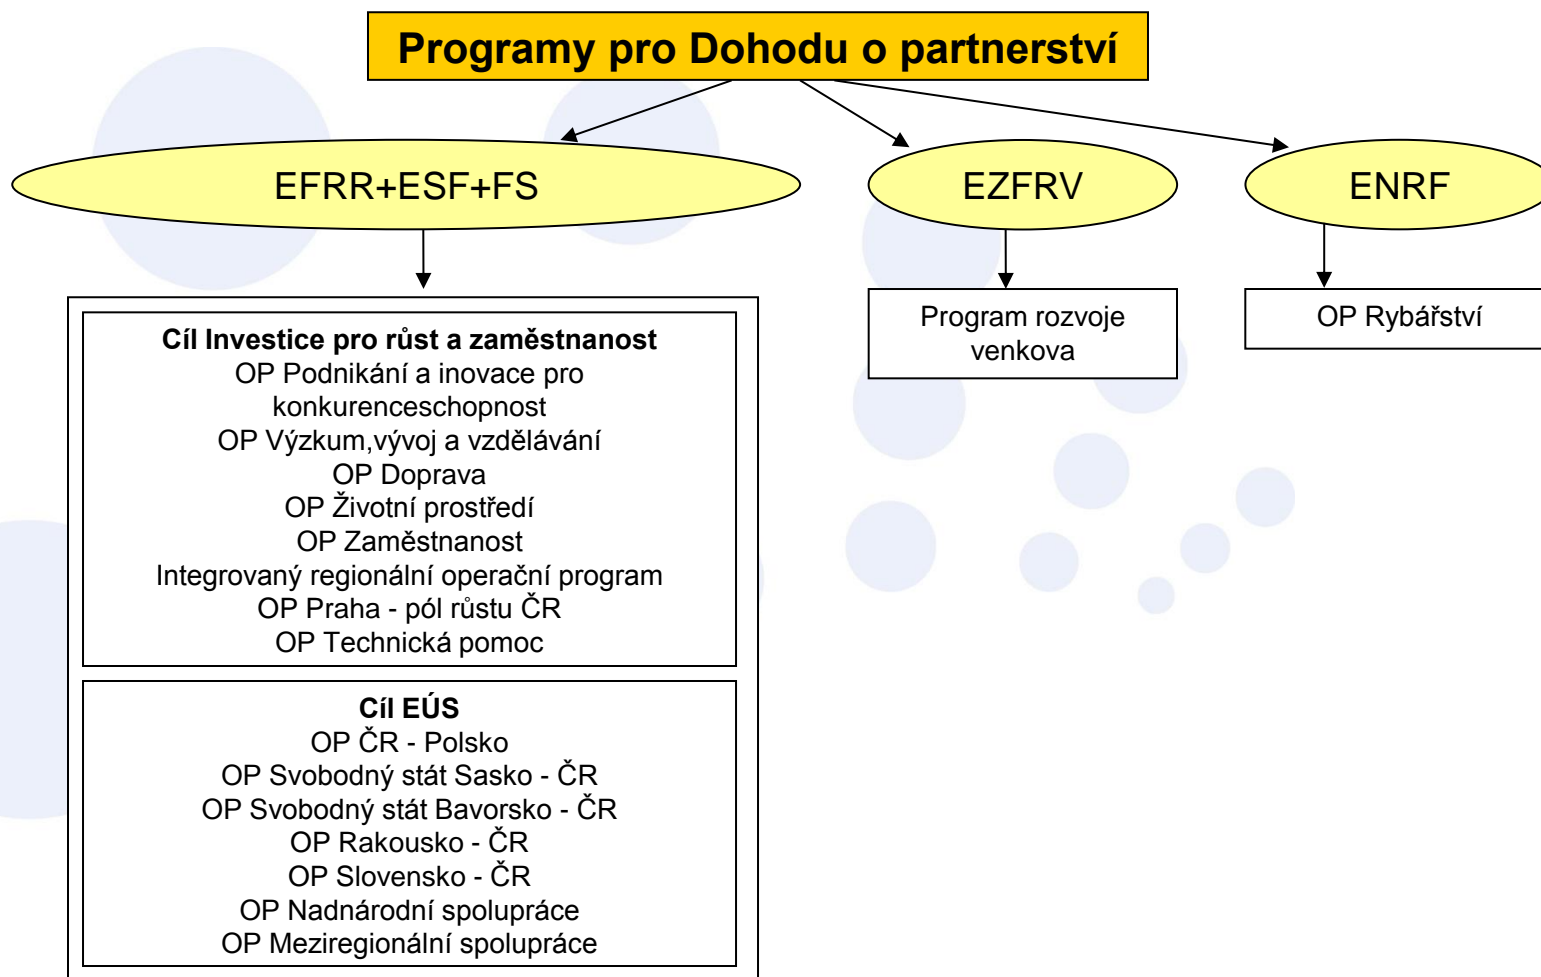 Programy pro Dohodu o partnerství
EFRR+ESF+FS
EZFRV
ENRF
Cíl Investice pro růst a zaměstnanost
OP Podnikání a inovace pro
konkurenceschopnost
OP Výzkum,vývoj a vzdělávání
OP Doprava
OP Životní prostředí
OP Zaměstnanost
Integrovaný regionální operační program
OP Praha - pól růstu ČR
OP Technická pomoc
Cíl EÚS
OP ČR - Polsko
OP Svobodný stát Sasko - ČR
OP Svobodný stát Bavorsko - ČR
OP Rakousko - ČR
OP Slovensko - ČR
OP Nadnárodní spolupráce
OP Meziregionální spolupráce
Program rozvoje
venkova
OP Rybářství